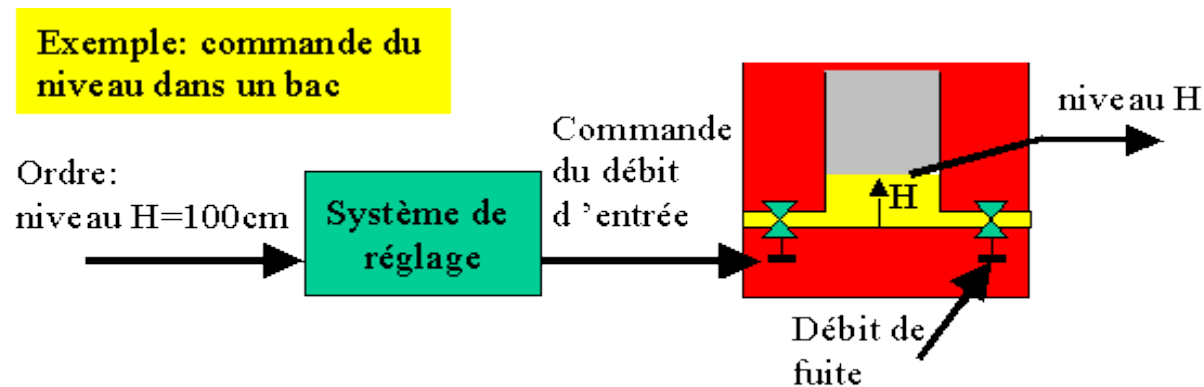 Exemple: commande du
niveau dans un bac
Ordre:
niveau H=100cm
Système de
réglage
Commande
du débit
d ’entrée
H
niveau H
Débit de
fuite